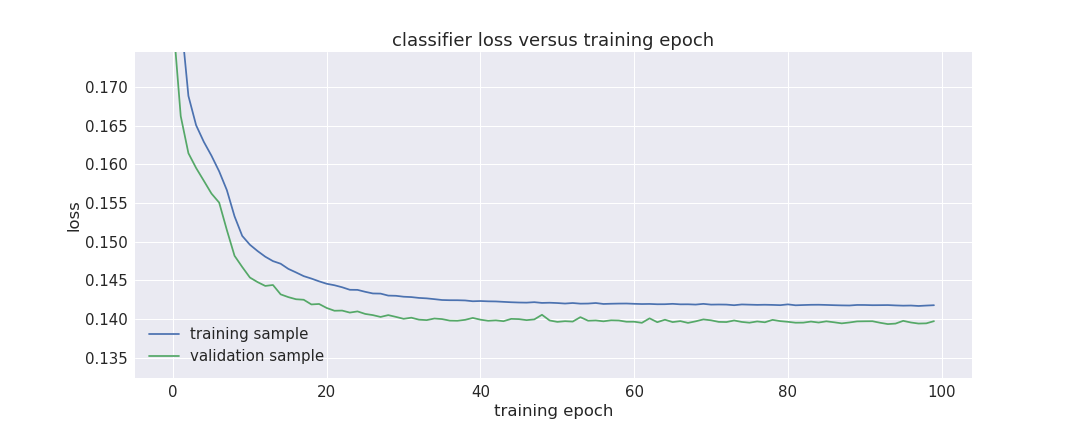 classifier loss versus training epoch
0.170
0.165
0.160
0.155
0.150
0.145
0.140
0.135
loss
training sample
validation sample
0 20 40 60 80 100
training epoch